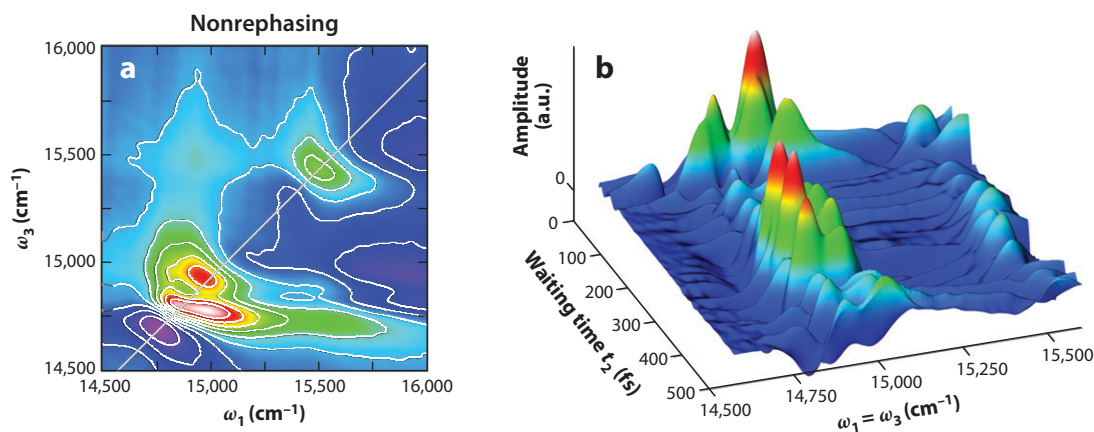 Nonrephasing
a
16,000
15,500
15,000
14,500
ω3 (cm–1)
14,500
15,000
15,500
16,000
ω1 (cm–1)
b
Amplitude
(a.u.)
0
0
100
200
300
400
500
Waiting time t2 (fs)
14,500
14,750
15,000
15,250
15,500
ω1 = ω3 (cm–1)